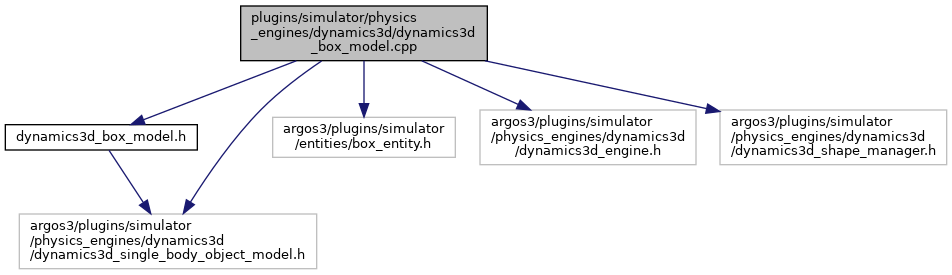 plugins/simulator/physics
_engines/dynamics3d/dynamics3d
_box_model.cpp
dynamics3d_box_model.h
argos3/plugins/simulator
/entities/box_entity.h
argos3/plugins/simulator
/physics_engines/dynamics3d
/dynamics3d_engine.h
argos3/plugins/simulator
/physics_engines/dynamics3d
/dynamics3d_shape_manager.h
argos3/plugins/simulator
/physics_engines/dynamics3d
/dynamics3d_single_body_object_model.h